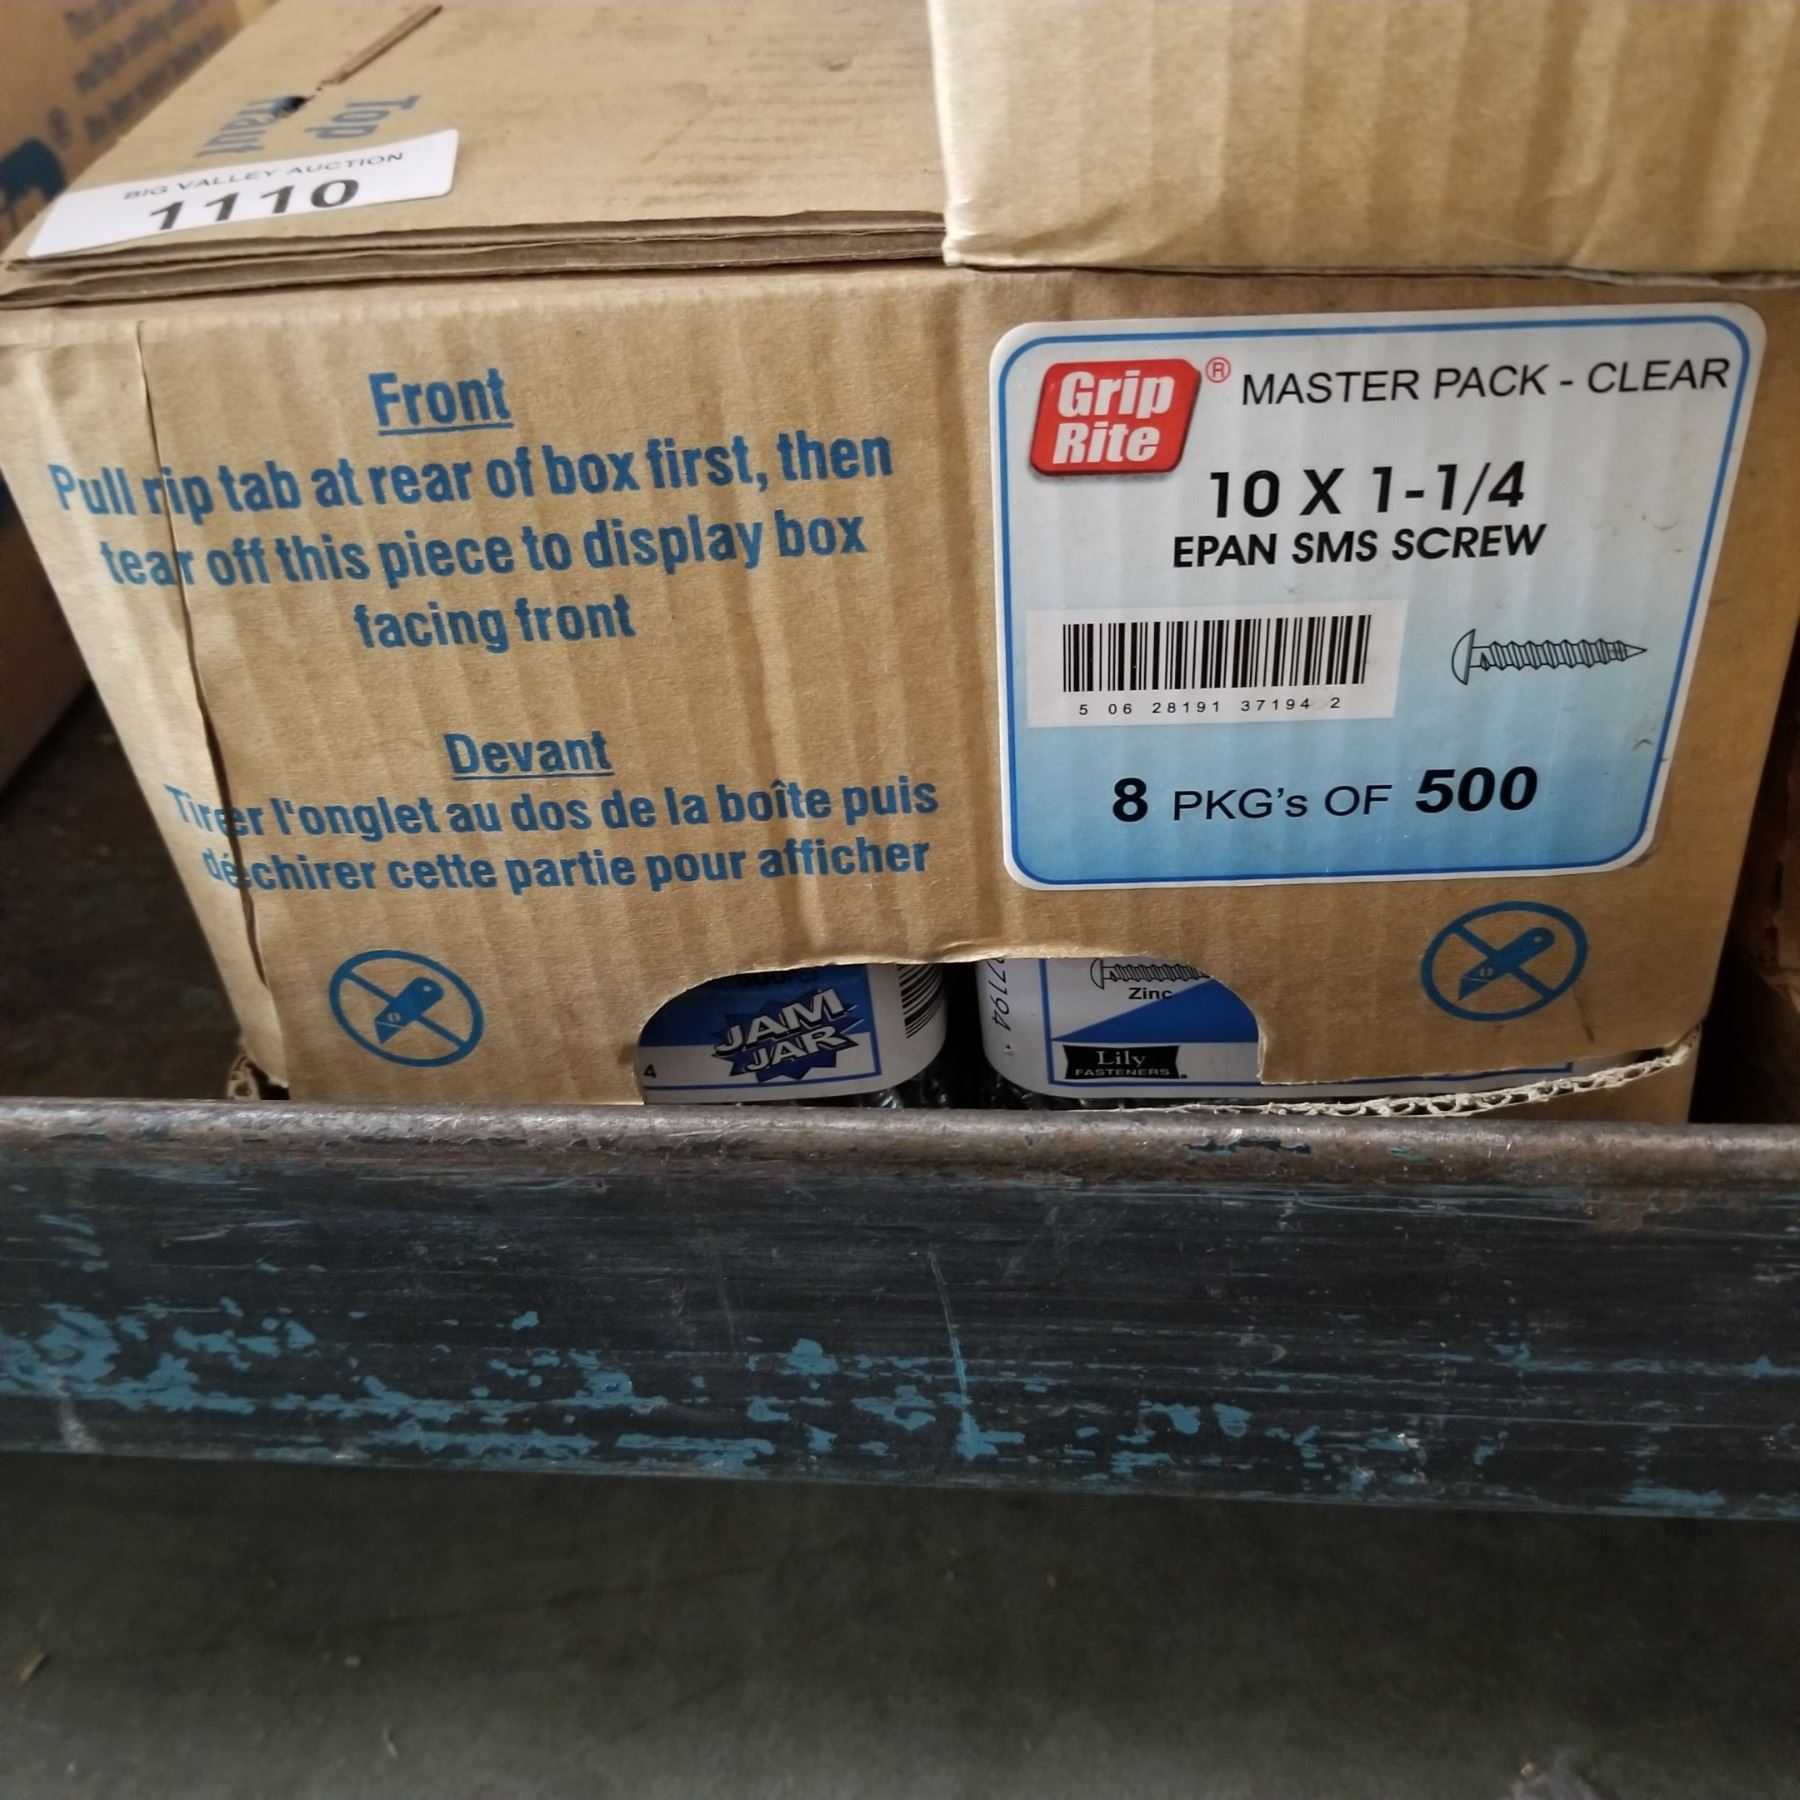 Top
Haut
BIG VALLEY AUCTION
1110
Front
Pull rip tab at rear of box first, then
tear off this piece to display box
facing front
Devant
Tirer l'onglet au dos de la boîte puis
déchirer cette partie pour afficher
Grip
Rite
® MASTER PACK - CLEAR
10 X 1-1/4
EPAN SMS SCREW
5 06 28191 37194 2
8 PKG's OF 500
JAM
JAR
4
37194
Zinc
Lily
FASTENERS